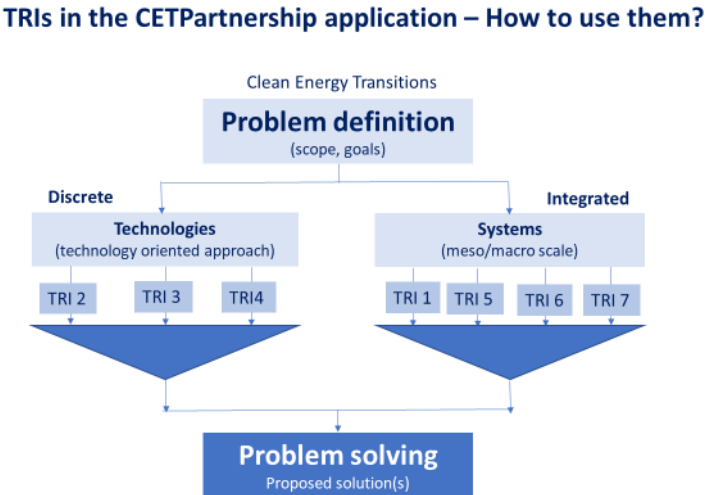 TRIs in the CETPartnership application – How to use them?
Clean Energy Transitions
Problem definition
(scope, goals)
Discrete
Integrated
Technologies
(technology oriented approach)
Systems
(meso/macro scale)
TRI 2
TRI 3
TRI4
TRI 1
TRI 5
TRI 6
TRI 7
Problem solving
Proposed solution(s)